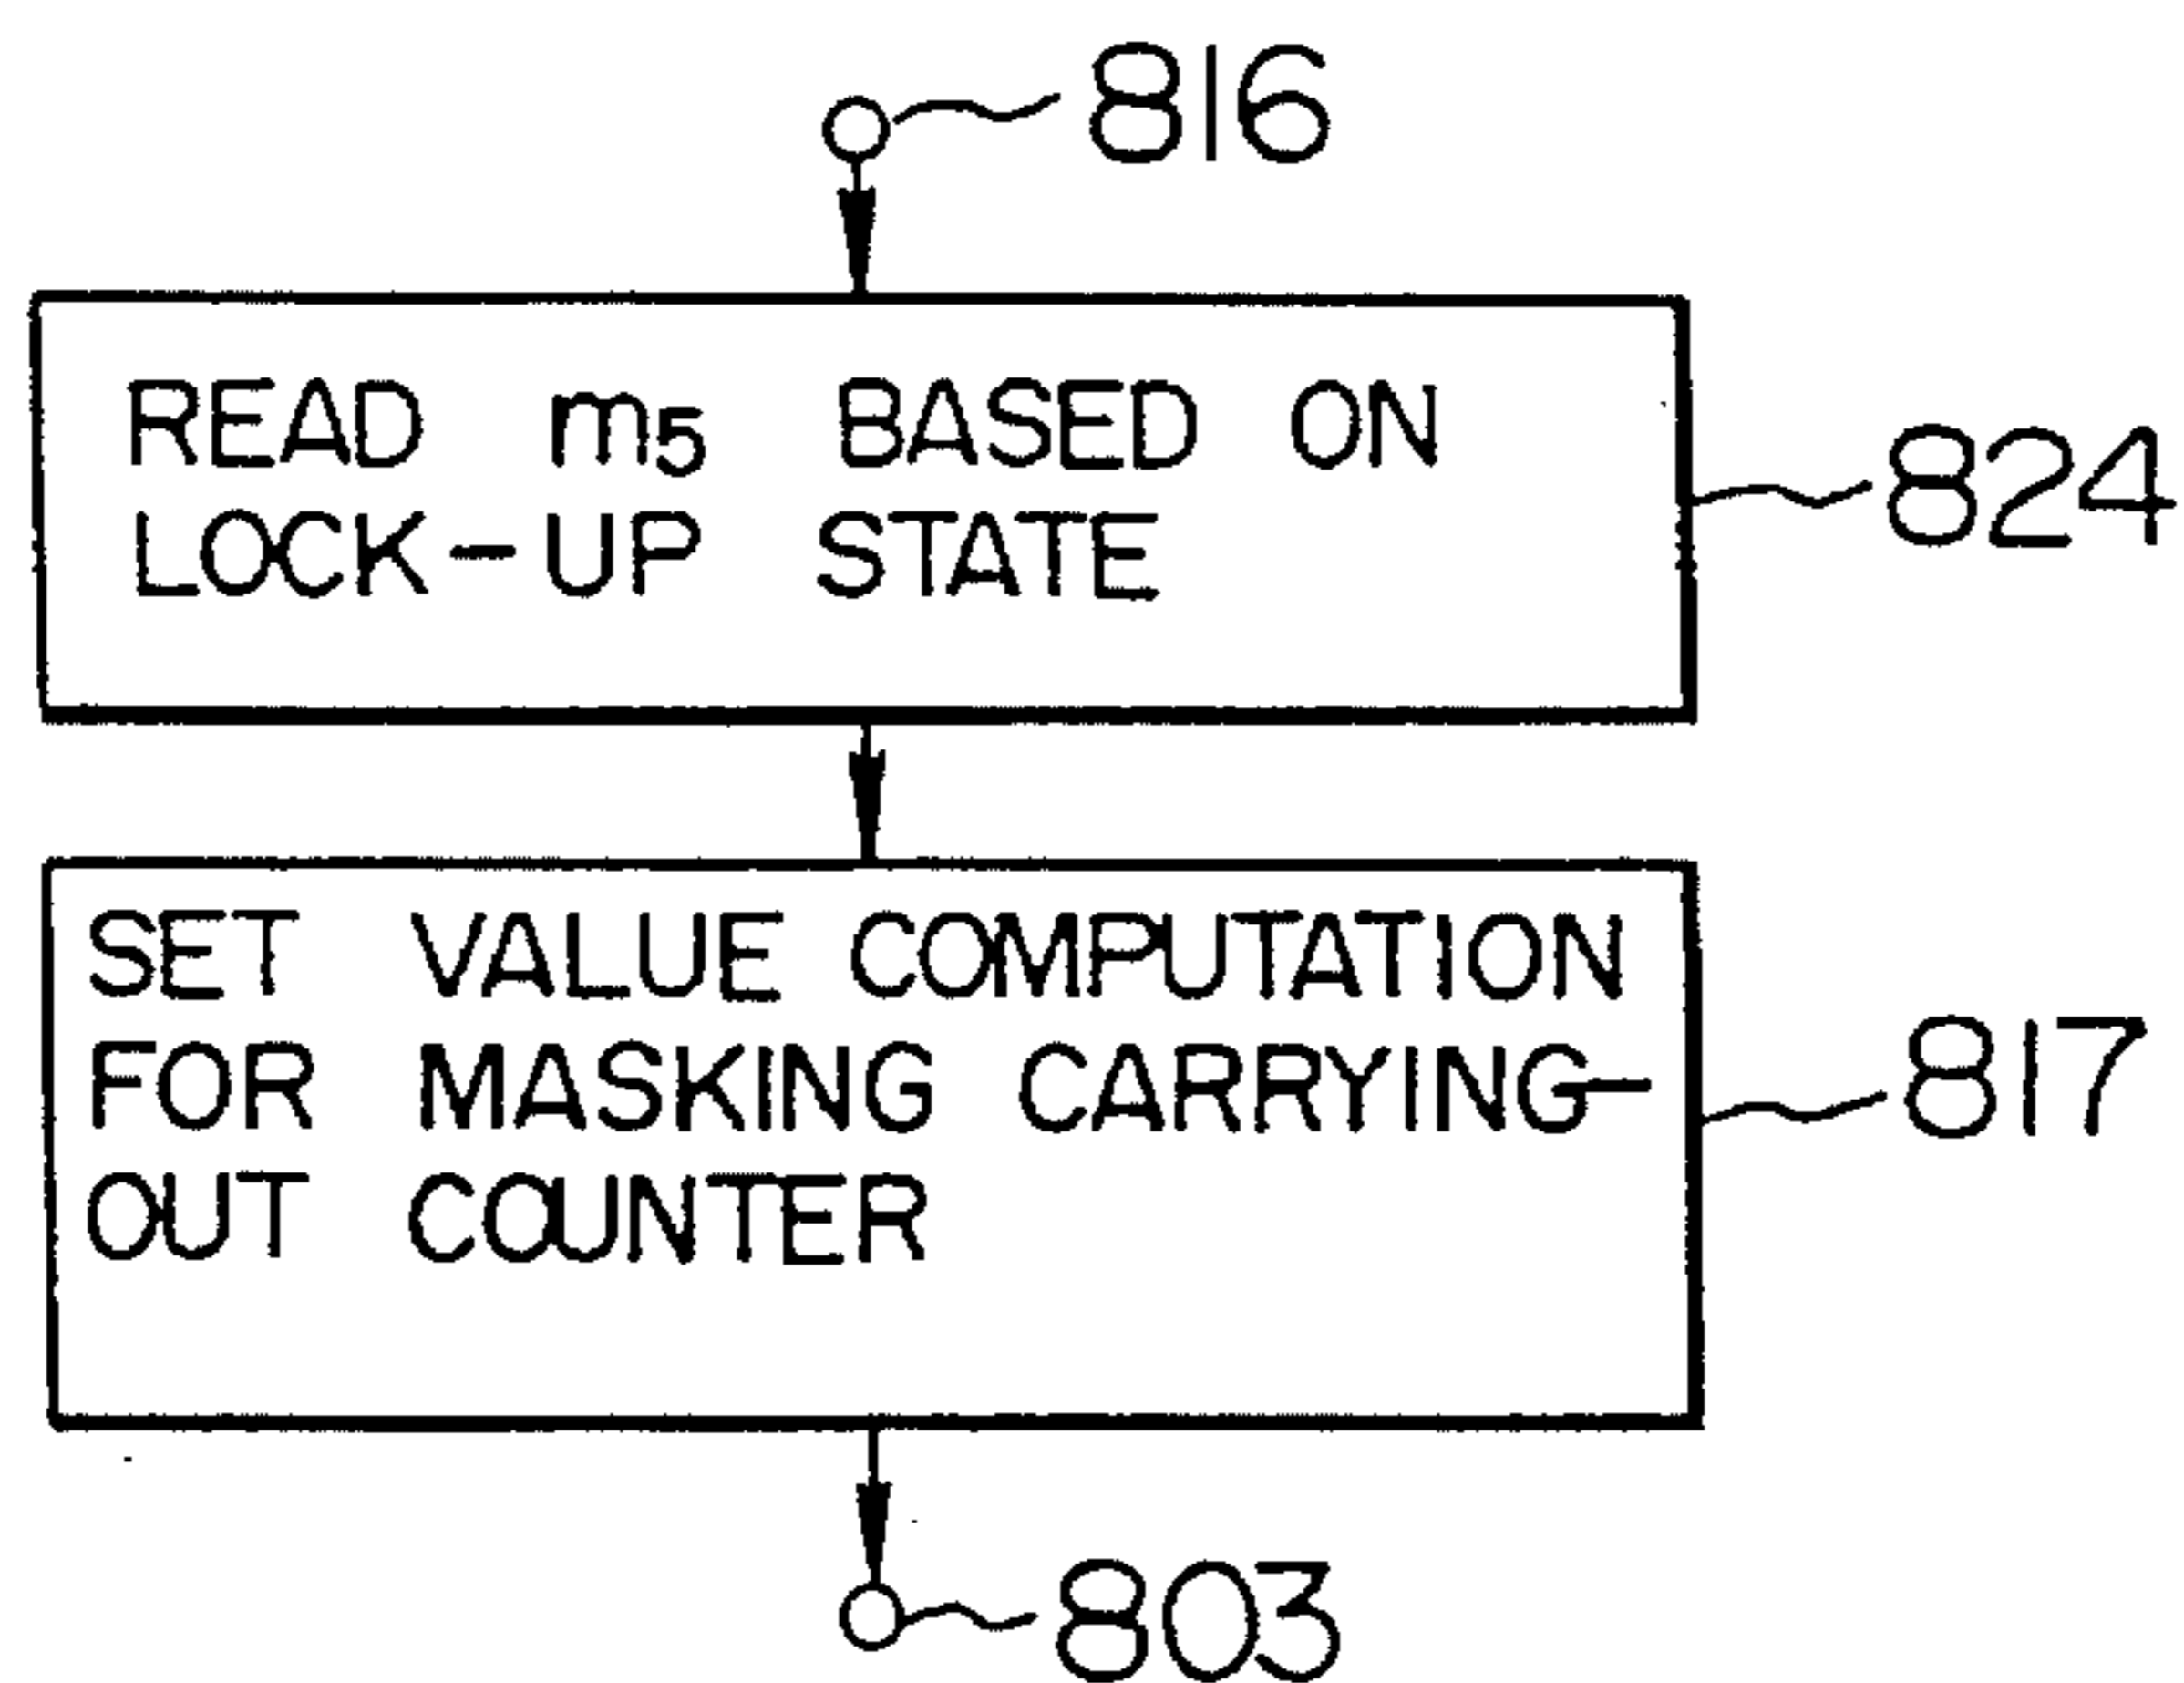 816
READ m5 BASED ON
LOCK-UP STATE
824
SET VALUE COMPUTATION
FOR MASKING CARRYING-
OUT COUNTER
817
803